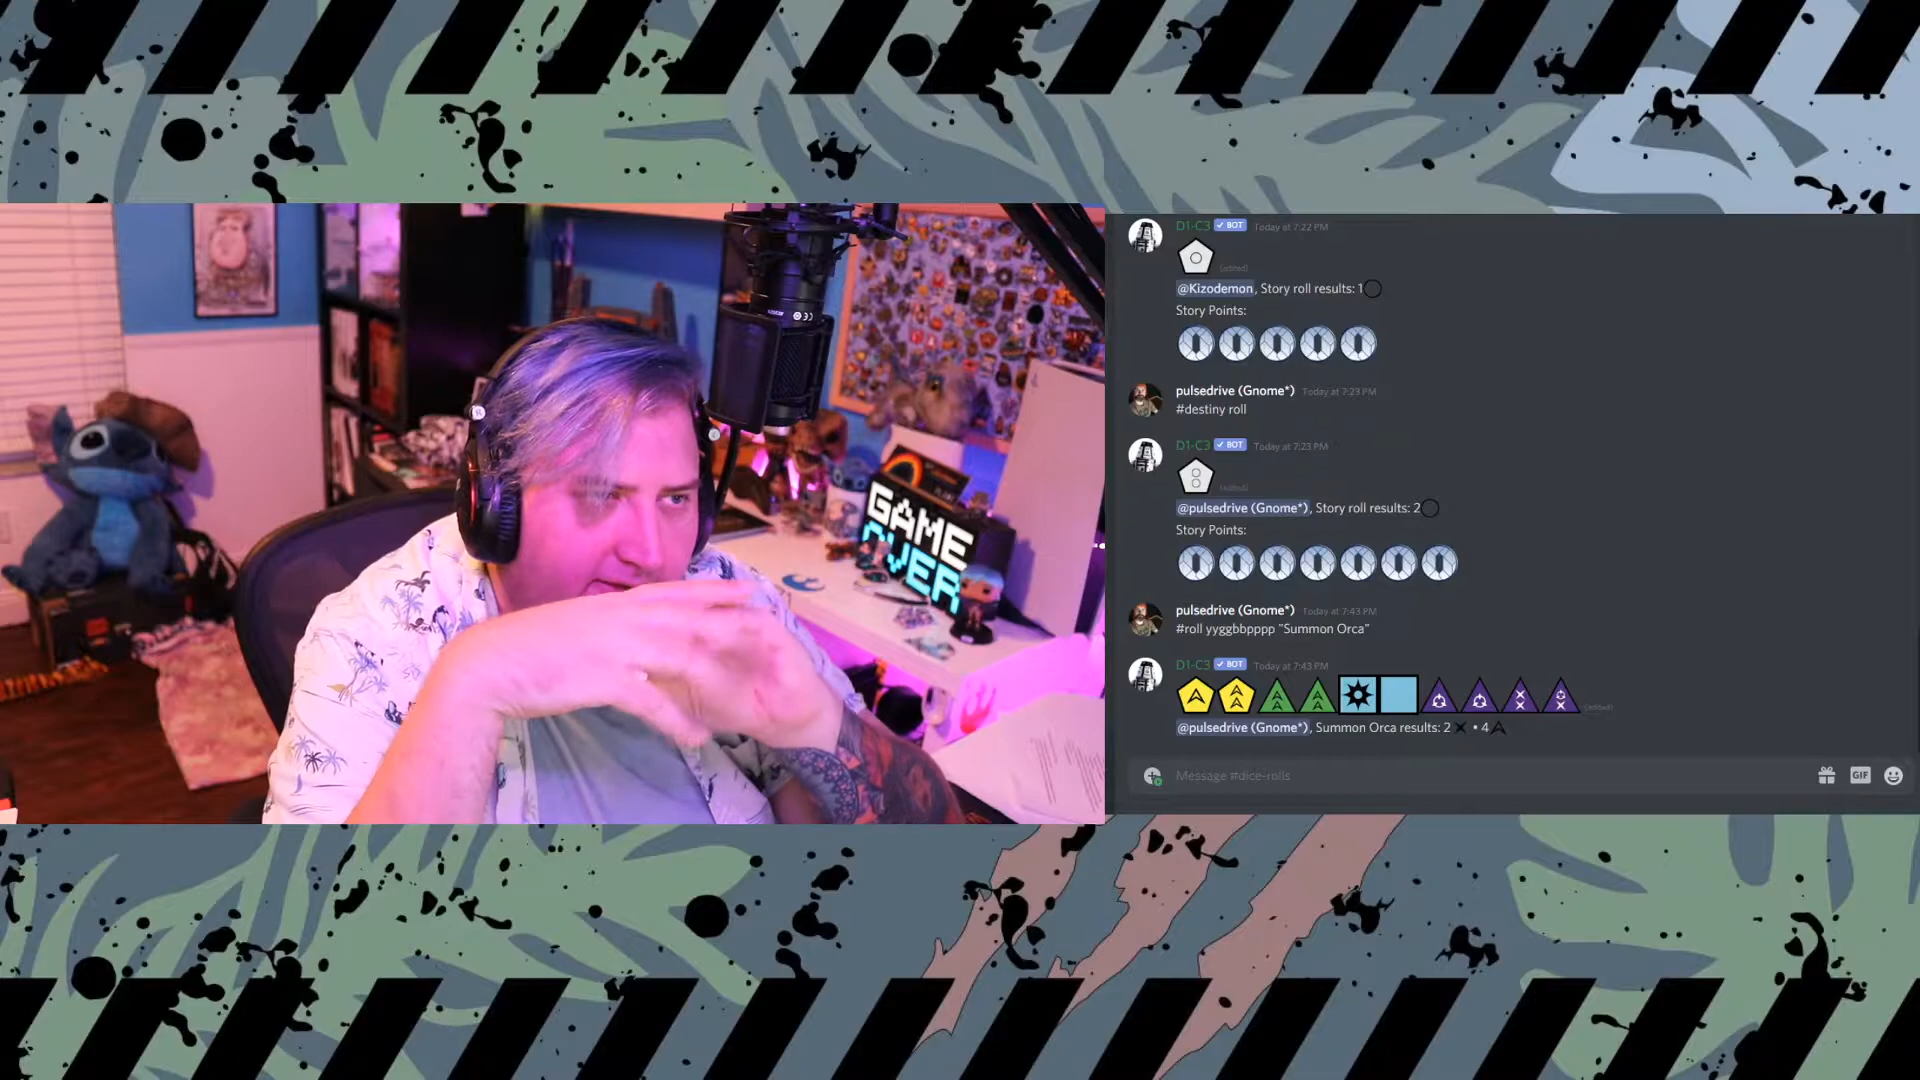 GAME
OVER
D1-C3 ✓ BOT Today at 7:22 PM
(edited)
@Kizodemon, Story roll results: 1
Story Points:
pulsedrive (Gnome*) Today at 7:23 PM
#destiny roll
D1-C3 ✓ BOT Today at 7:23 PM
(edited)
@pulsedrive (Gnome*), Story roll results: 2
Story Points:
pulsedrive (Gnome*) Today at 7:43 PM
#roll yyggbbpppp "Summon Orca"
D1-C3 ✓ BOT Today at 7:43 PM
(edited)
@pulsedrive (Gnome*), Summon Orca results: 2 • 4
Message #dice-rolls
GIF